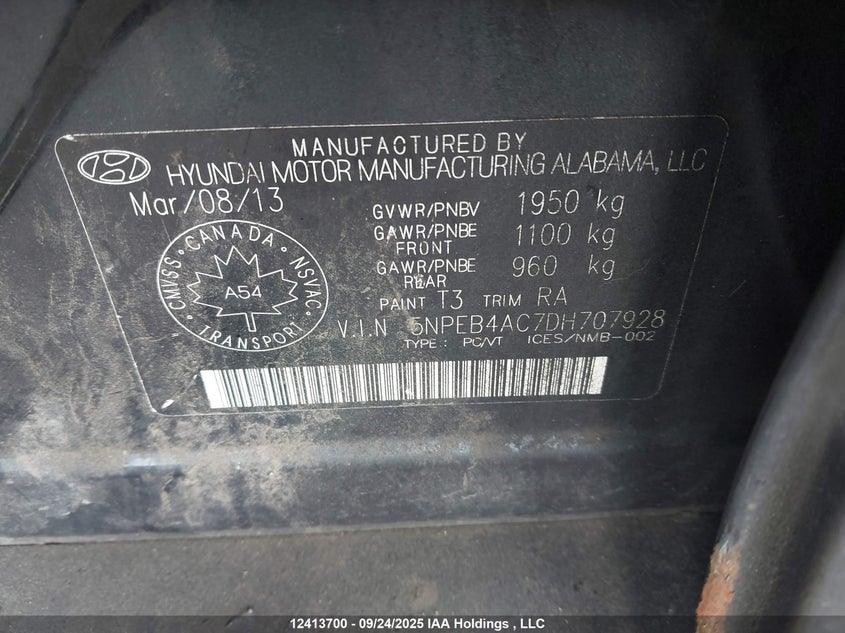 MANUFACTURED BY
HYUNDAI MOTOR MANUFACTURING ALABAMA, LLC
Mar/08/13
GVWR/PNBV 1950 kg
GAWR/PNBE FRONT 1100 kg
GAWR/PNBE REAR 960 kg
PAINT T3 TRIM RA
CMVSS · CANADA · NSVAC · TRANSPORT
A54
V.I.N 5NPEB4AC7DH707928
TYPE: PC/VT ICES/NMB-002
12413700 - 09/24/2025 IAA Holdings , LLC